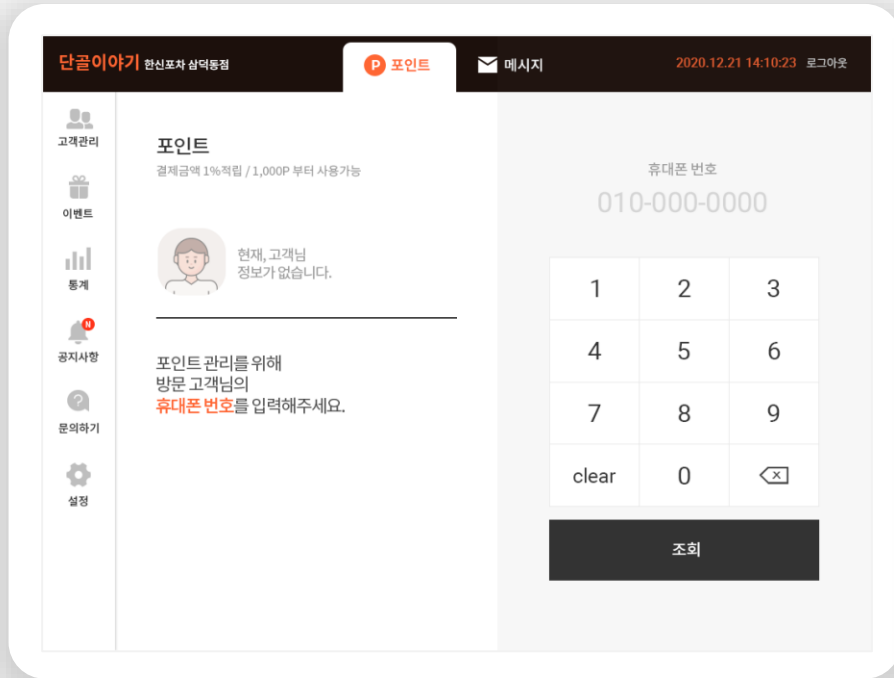 단골이야기 한신포차 삼덕동점
P 포인트
메시지
2020.12.21 14:10:23 로그아웃
고객관리
이벤트
통계
N
공지사항
?
문의하기
설정
포인트
결제금액 1%적립 / 1,000P 부터 사용가능
현재, 고객님
정보가 없습니다.
포인트 관리를 위해
방문 고객님의
휴대폰 번호를 입력해주세요.
휴대폰 번호
010-000-0000
1 2 3
4 5 6
7 8 9
clear 0
조회